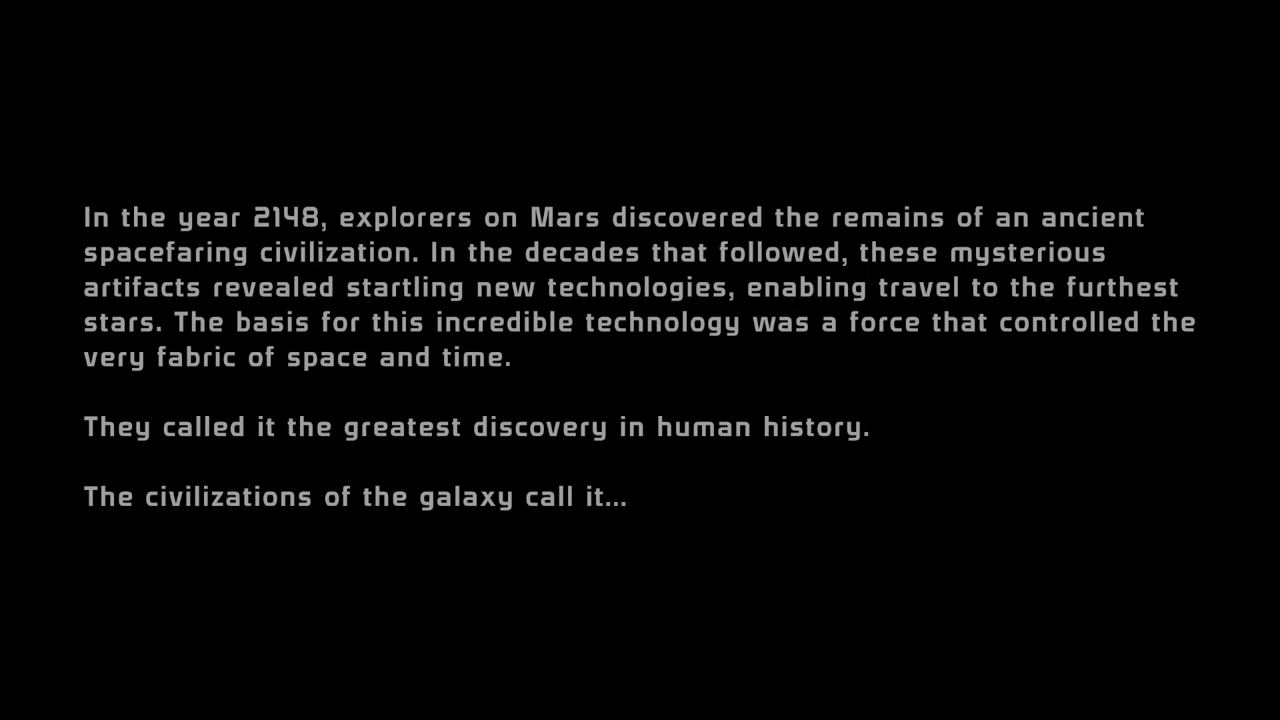 In the year 2148, explorers on Mars discovered the remains of an ancient
spacefaring civilization. In the decades that followed, these mysterious
artifacts revealed startling new technologies, enabling travel to the furthest
stars. The basis for this incredible technology was a force that controlled the
very fabric of space and time.
They called it the greatest discovery in human history.
The civilizations of the galaxy call it...